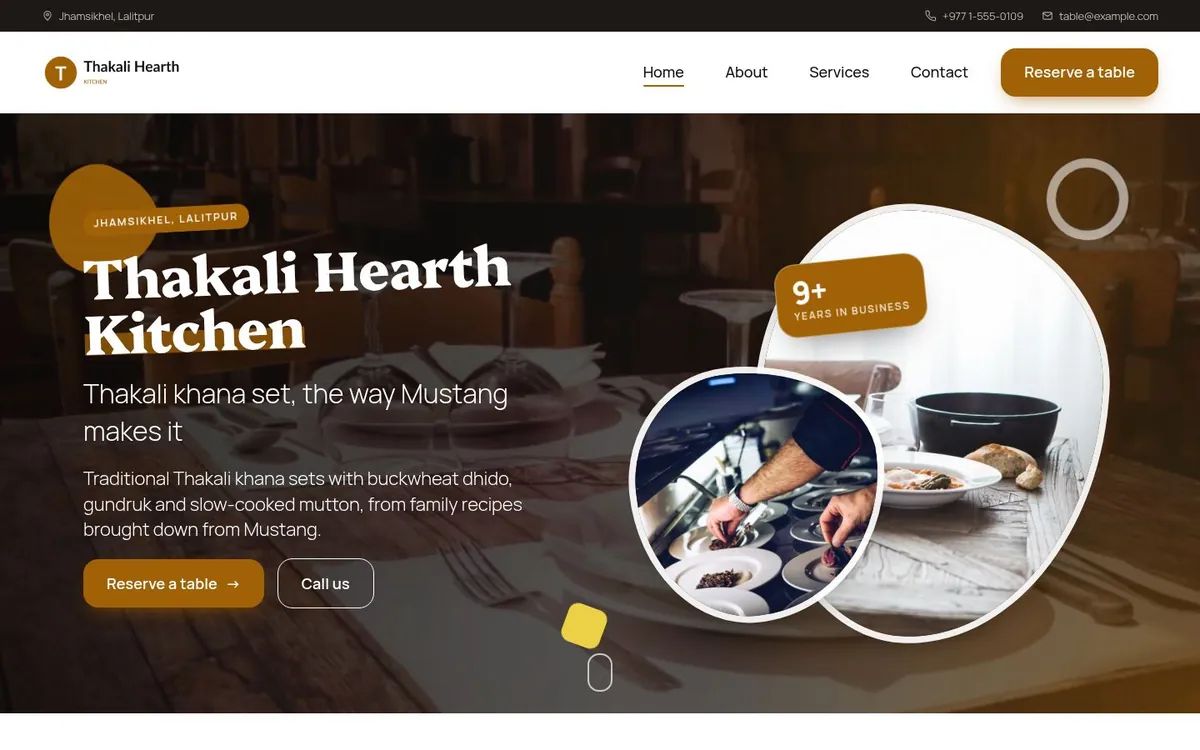 Jhamsikhel, Lalitpur
+977 1-555-0109
table@example.com
T
Thakali Hearth
KITCHEN
Home
About
Services
Contact
Reserve a table
JHAMSIKHEL, LALITPUR
Thakali Hearth
Kitchen
Thakali khana set, the way Mustang
makes it
Traditional Thakali khana sets with buckwheat dhido,
gundruk and slow-cooked mutton, from family recipes
brought down from Mustang.
Reserve a table →
Call us
9+
YEARS IN BUSINESS